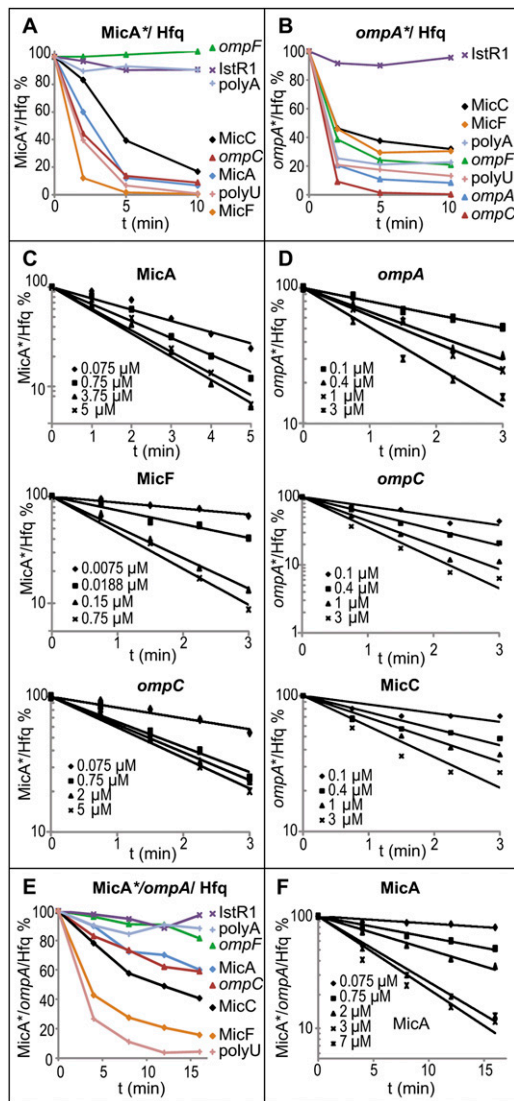 A MicA*/ Hfq
MicA*/Hfq %
100
80
60
40
20
0
0 5 10
t (min)
ompF
IstR1
polyA
MicC
ompC
MicA
polyU
MicF
B ompA*/ Hfq
ompA*/Hfq %
100
80
60
40
20
0
0 5 10
t (min)
IstR1
MicC
MicF
polyA
ompF
polyU
ompA
ompC
C MicA
MicA*/Hfq %
100
10
0.075 µM
0.75 µM
3.75 µM
5 µM
0 1 2 3 4 5
t (min)
MicF
MicA*/Hfq %
100
10
0.0075 µM
0.0188 µM
0.15 µM
0.75 µM
0 1 2 3
t (min)
ompC
MicA*/Hfq %
100
10
0.075 µM
0.75 µM
2 µM
5 µM
0 1 2 3
t (min)
D ompA
ompA*/Hfq %
100
10
0.1 µM
0.4 µM
1 µM
3 µM
0 1 2 3
t (min)
ompC
ompA*/Hfq %
100
10
1
0.1 µM
0.4 µM
1 µM
3 µM
0 1 2 3
t (min)
MicC
ompA*/Hfq %
100
10
0.1 µM
0.4 µM
1 µM
3 µM
0 1 2 3
t (min)
E MicA*/ompA/ Hfq
MicA*/ompA/ Hfq %
100
80
60
40
20
0
0 5 10 15
t (min)
IstR1
polyA
ompF
MicA
ompC
MicC
MicF
polyU
F MicA
MicA*/ompA/ Hfq %
100
10
0.075 µM
0.75 µM
2 µM
3 µM
7 µM
MicA
0 5 10 15
t (min)